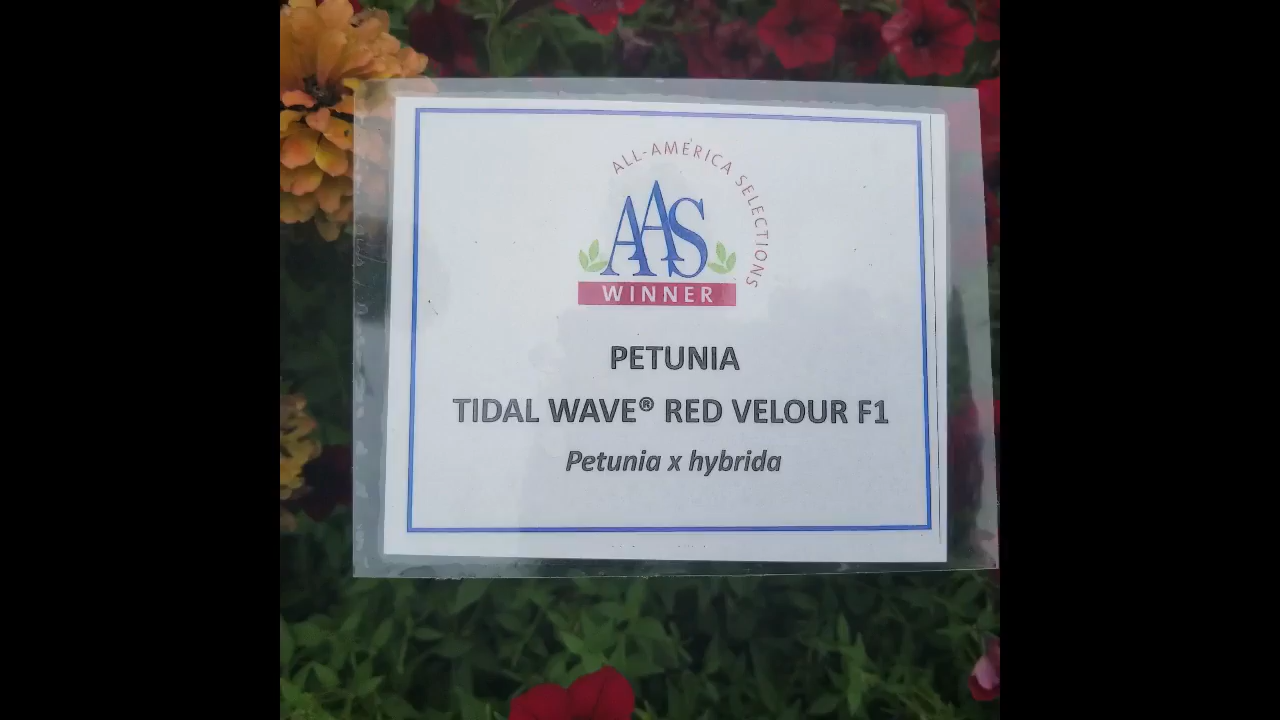 ALL-AMERICA SELECTIONS
AAS
WINNER
PETUNIA
TIDAL WAVE® RED VELOUR F1
Petunia x hybrida